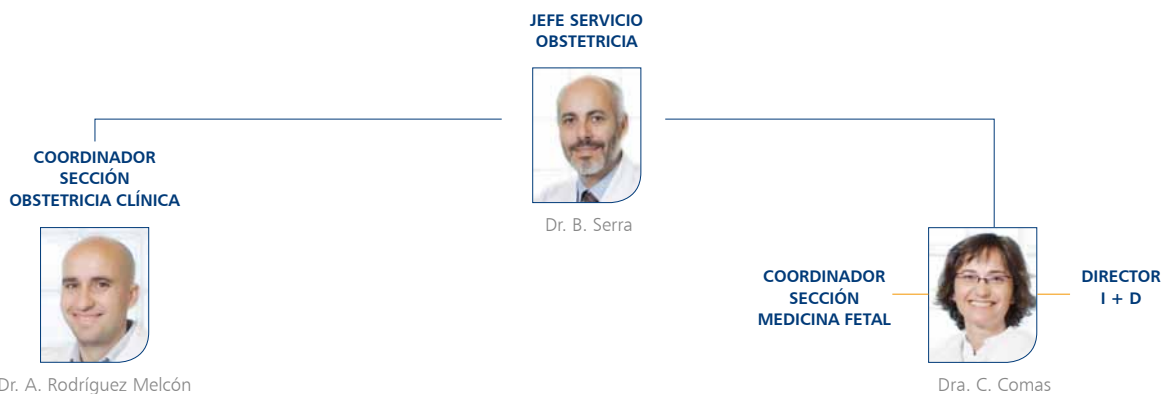 JEFE SERVICIO
OBSTETRICIA
Dr. B. Serra
COORDINADOR
SECCIÓN
OBSTETRICIA CLÍNICA
Dr. A. Rodríguez Melcón
COORDINADOR
SECCIÓN
MEDICINA FETAL
DIRECTOR
I + D
Dra. C. Comas